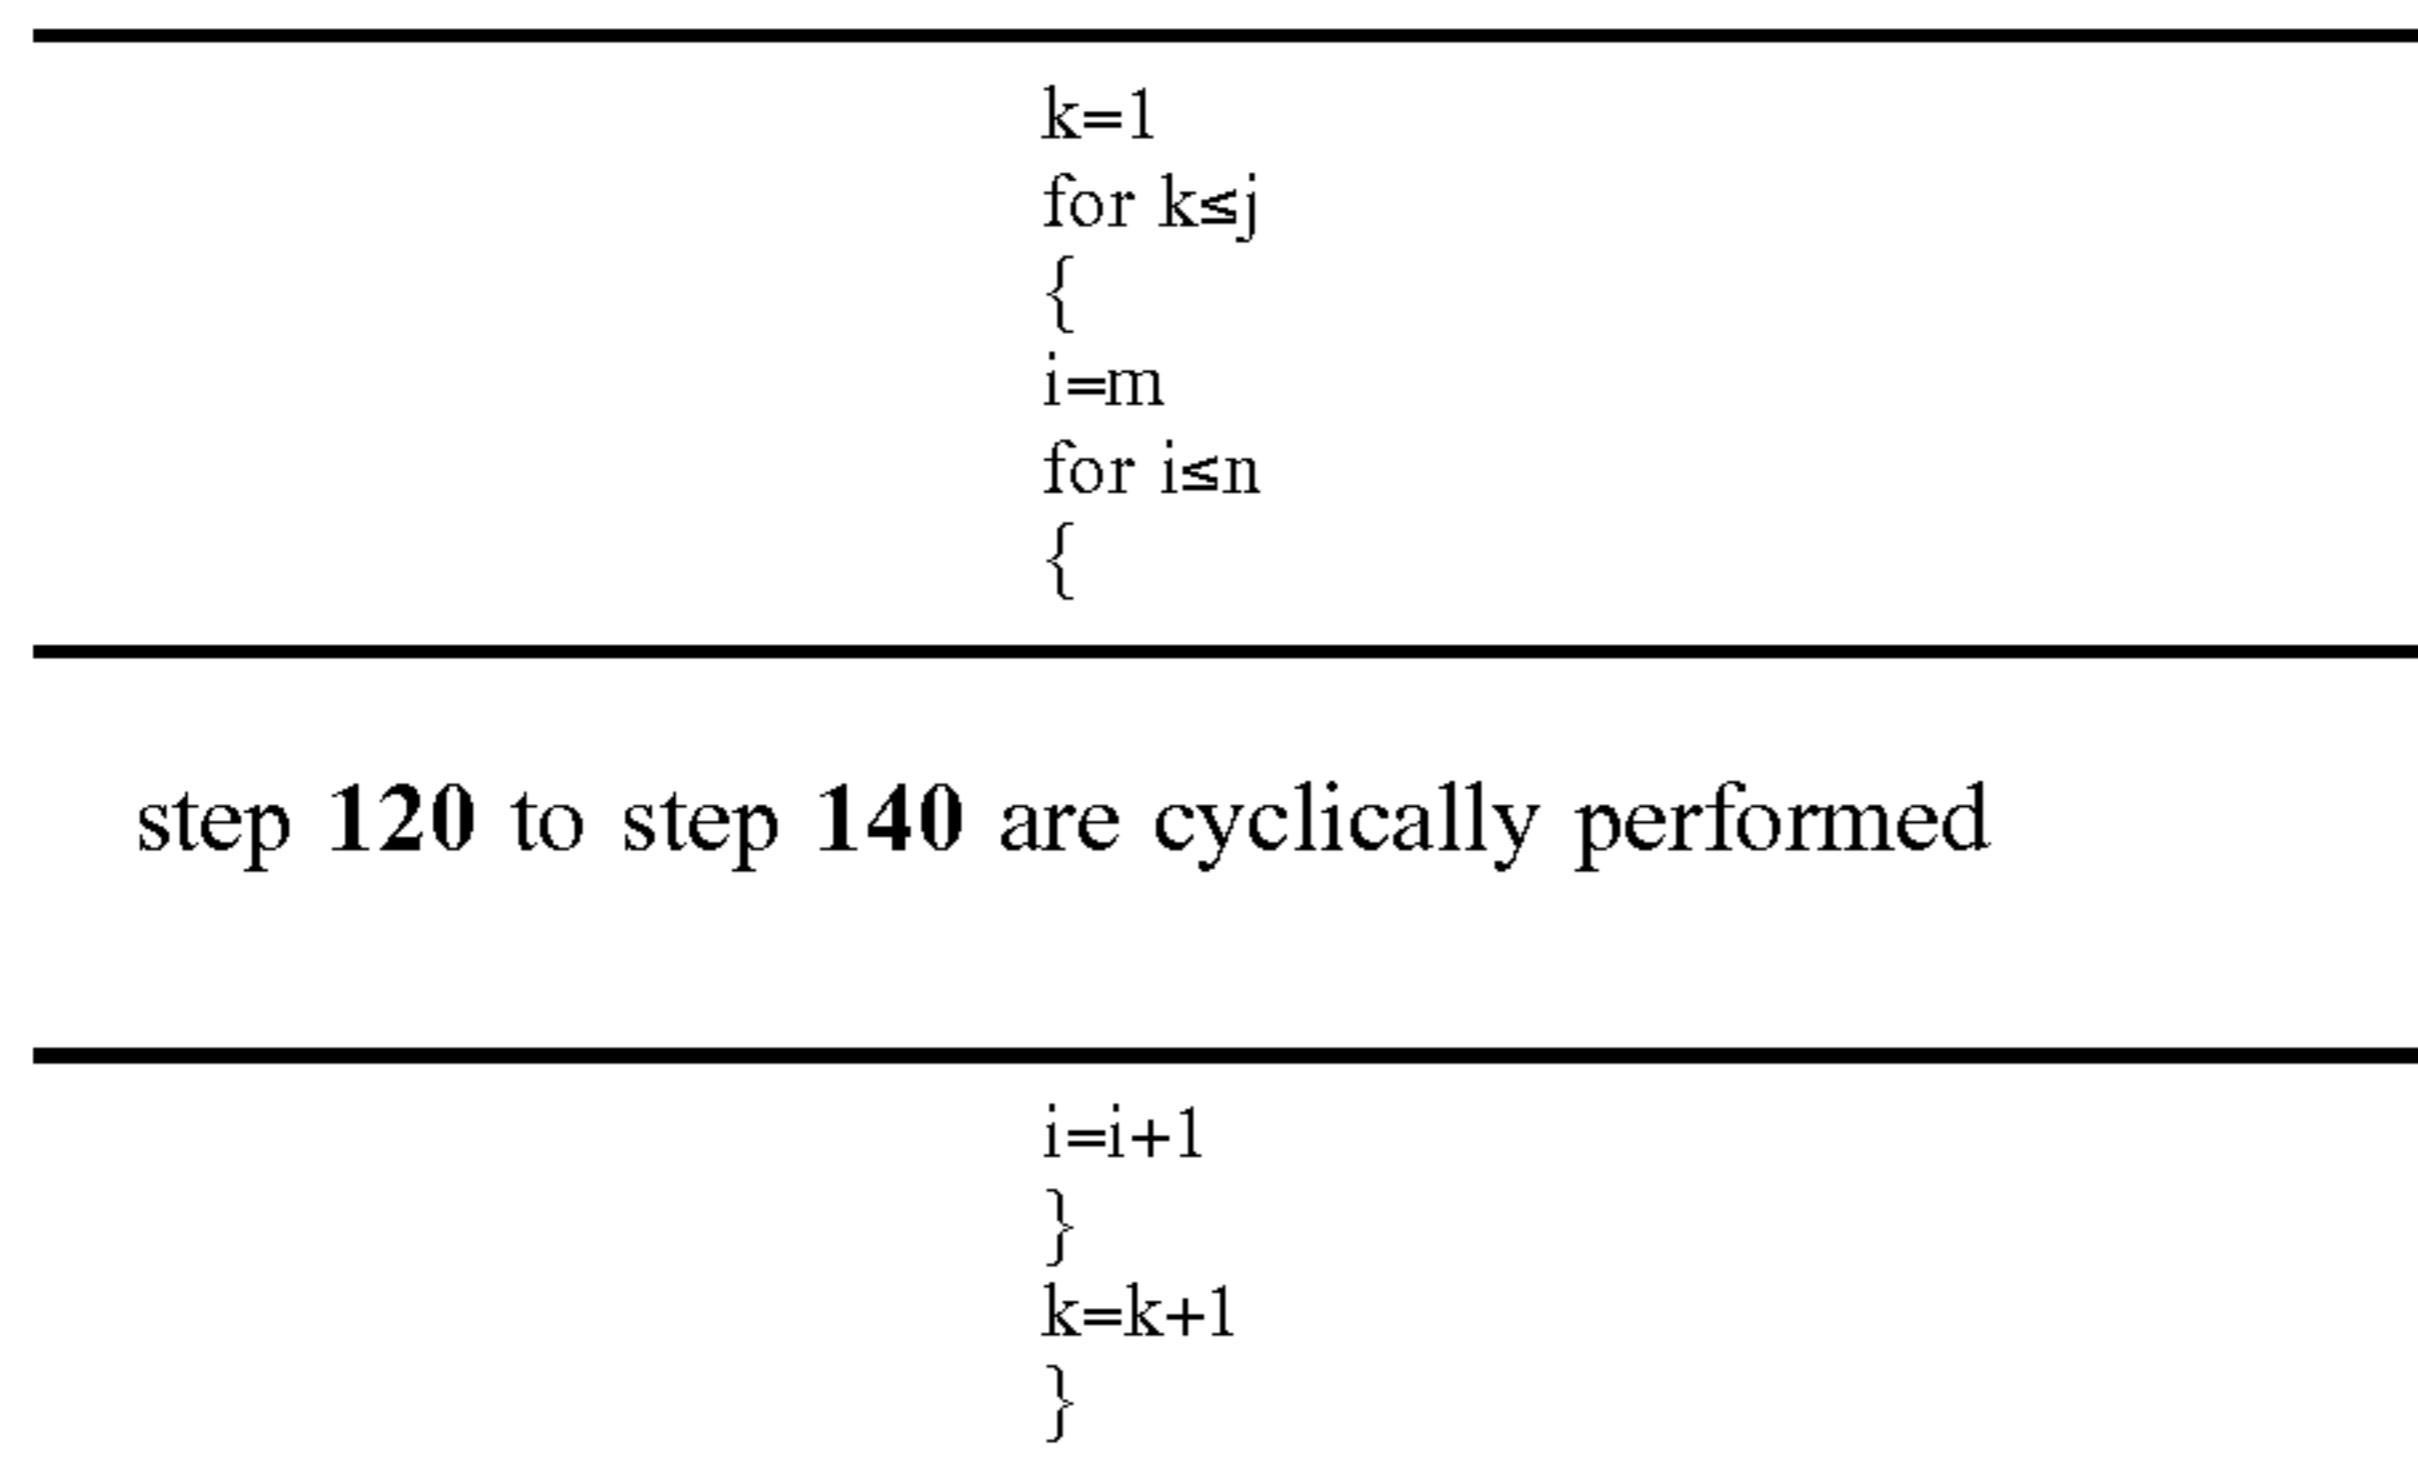 k=1
for k≤j
{
i=m
for i≤n
{
step 120 to step 140 are cyclically performed
i=i+1
}
k=k+1
}